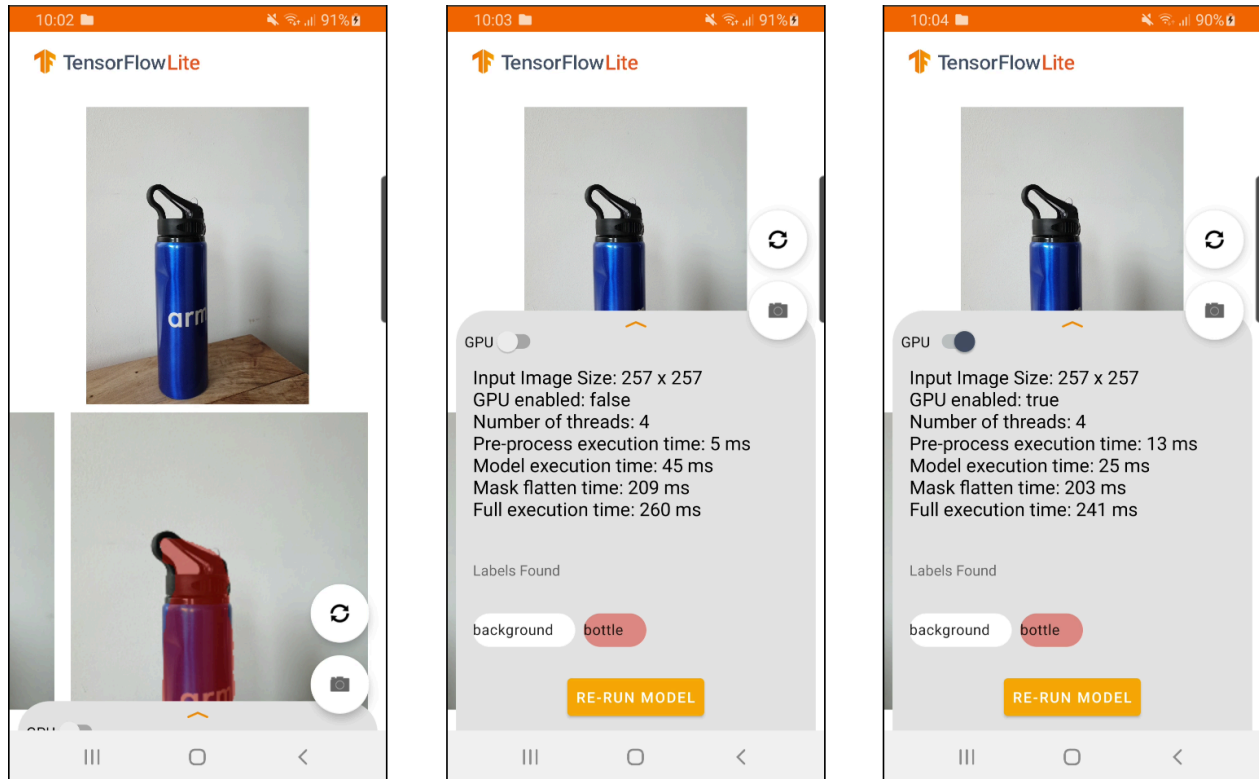 10:02 91%
TensorFlowLite
arm
arm
GPU
10:03 91%
TensorFlowLite
GPU
Input Image Size: 257 x 257
GPU enabled: false
Number of threads: 4
Pre-process execution time: 5 ms
Model execution time: 45 ms
Mask flatten time: 209 ms
Full execution time: 260 ms
Labels Found
background bottle
RE-RUN MODEL
10:04 90%
TensorFlowLite
GPU
Input Image Size: 257 x 257
GPU enabled: true
Number of threads: 4
Pre-process execution time: 13 ms
Model execution time: 25 ms
Mask flatten time: 203 ms
Full execution time: 241 ms
Labels Found
background bottle
RE-RUN MODEL